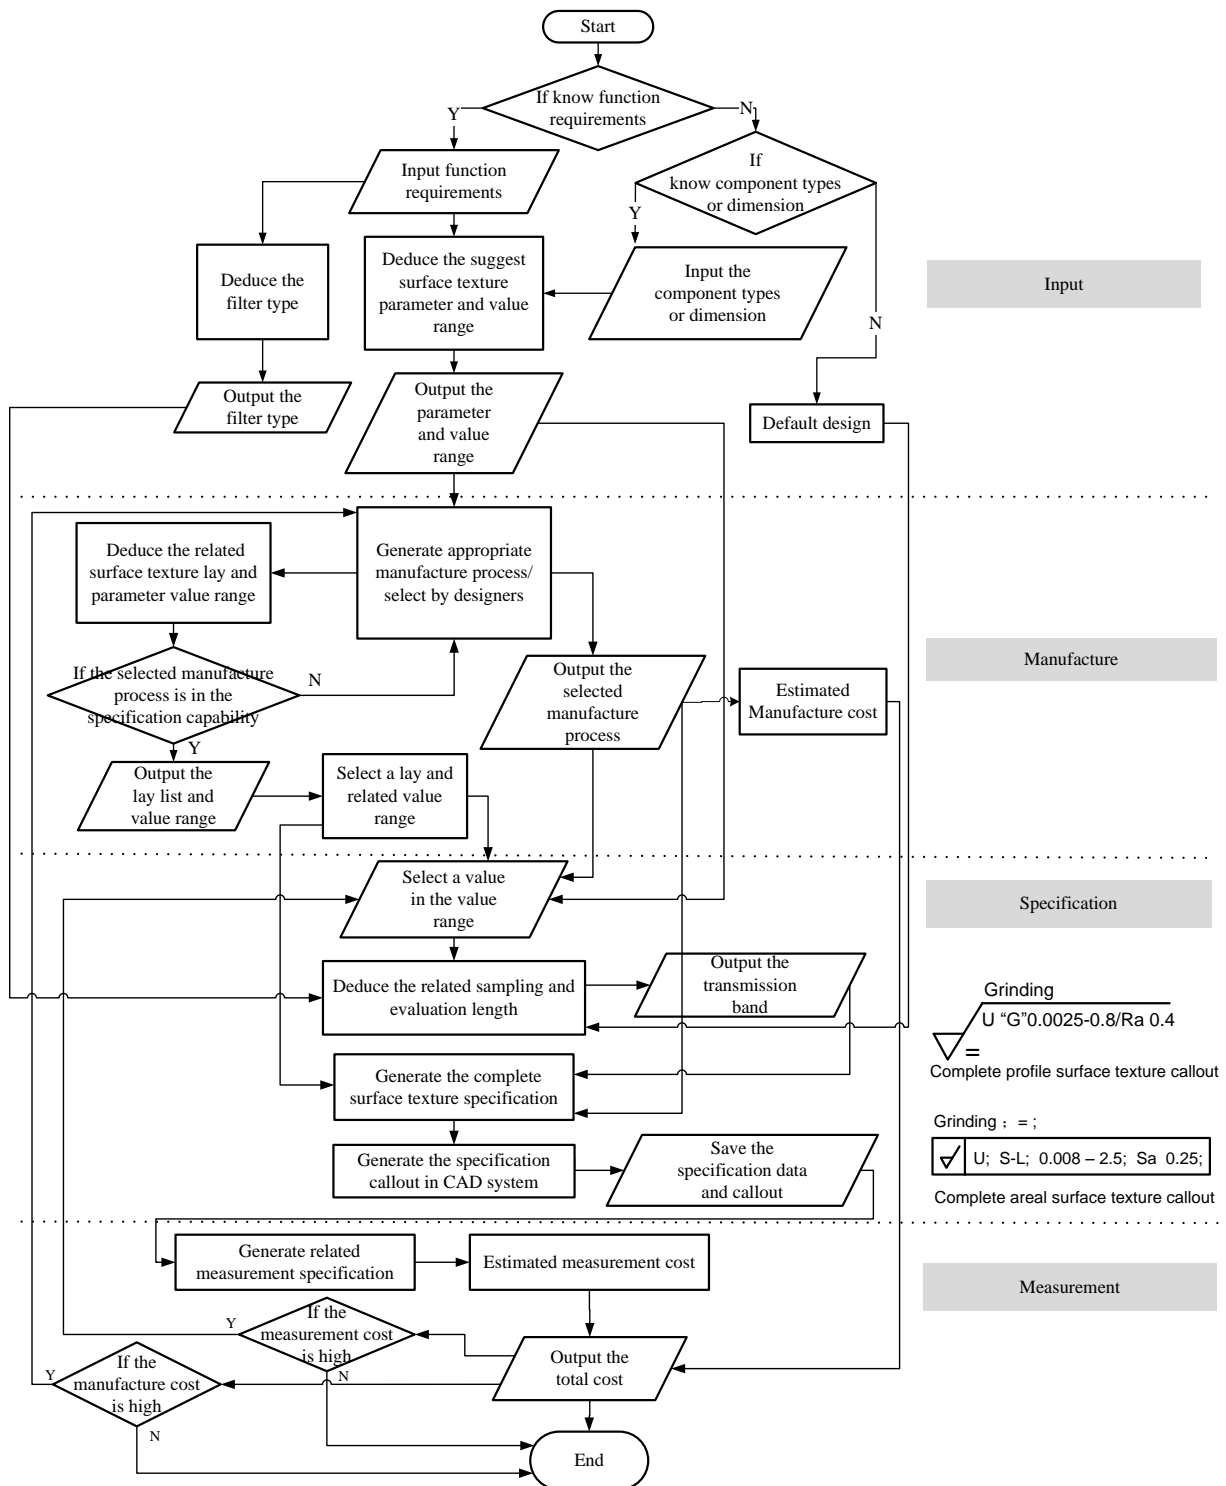 Start
If know function
requirements
Y
N
Input function
requirements
If
know component types
or dimension
Y
N
Deduce the
filter type
Deduce the suggest
surface texture
parameter and value
range
Input the
component types
or dimension
Input
Output the
filter type
Output the
parameter
and value
range
Default design
Deduce the related
surface texture lay and
parameter value range
Generate appropriate
manufacture process/
select by designers
If the selected manufacture
process is in the
specification capability
N
Y
Output the
selected
manufacture
process
Estimated
Manufacture cost
Manufacture
Output the
lay list and
value range
Select a lay and
related value
range
Select a value
in the value
range
Specification
Deduce the related sampling and
evaluation length
Output the
transmission
band
Grinding
U “G”0.0025-0.8/Ra 0.4
=
Complete profile surface texture callout
Generate the complete
surface texture specification
Grinding ; = ;
U; S-L; 0.008 – 2.5; Sa 0.25;
Complete areal surface texture callout
Generate the specification
callout in CAD system
Save the
specification data
and callout
Generate related
measurement specification
Estimated measurement cost
Measurement
If the
measurement cost
is high
Y
N
If the
manufacture cost
is high
Y
N
Output the
total cost
End